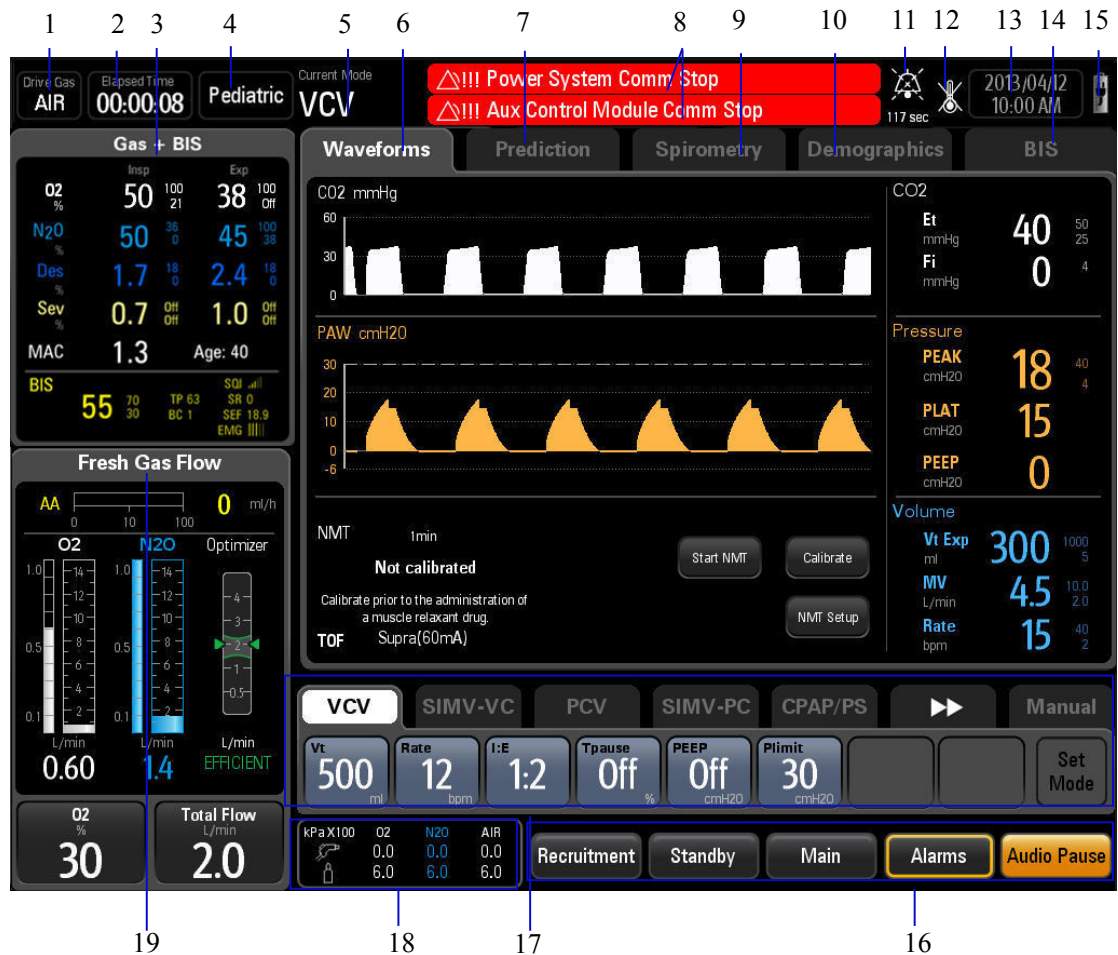 1 2 3 4 5 6 7 8 9 10 11 12 13 14 15
Drive Gas
AIR
Elapsed Time
00:00:08
Pediatric
Current Mode
VCV
!!! Power System Comm Stop
!!! Aux Control Module Comm Stop
117 sec
2013/04/12
10:00 AM
Gas + BIS
Insp Exp
O2 % 50 100 21 38 100 Off
N2O % 50 36 0 45 100 38
Des % 1.7 18 0 2.4 18 0
Sev % 0.7 Off Off 1.0 Off Off
MAC 1.3 Age: 40
BIS 55 70 30
TP 63
BC 1
SQI
SR 0
SEF 18.9
EMG
Waveforms Prediction Spirometry Demographics BIS
CO2 mmHg
60
30
0
PAW cmH2O
30
20
10
0
-6
NMT 1min
Not calibrated
Calibrate prior to the administration of
a muscle relaxant drug.
TOF Supra(60mA)
Start NMT
Calibrate
NMT Setup
CO2
Et mmHg 40 50 25
Fi mmHg 0 4
Pressure
PEAK cmH2O 18 40 4
PLAT cmH2O 15
PEEP cmH2O 0
Volume
Vt Exp ml 300 1000 5
MV L/min 4.5 10.0 2.0
Rate bpm 15 40 2
Fresh Gas Flow
AA 0 ml/h
0 10 100
O2 N2O Optimizer
1.0 14 1.0 14
12 12 4
10 10 3
0.5 8 0.5 8 2
6 6 1
4 4 0.5
0.1 2 0.1 2
L/min L/min L/min
0.60 1.4 EFFICIENT
O2
%
30
Total Flow
L/min
2.0
VCV SIMV-VC PCV SIMV-PC CPAP/PS Manual
Vt 500 ml
Rate 12 bpm
I:E 1:2
Tpause Off %
PEEP Off cmH2O
Plimit 30 cmH2O
Set
Mode
kPaX100 O2 N2O AIR
0.0 0.0 0.0
6.0 6.0 6.0
Recruitment Standby Main Alarms Audio Pause
19 18 17 16